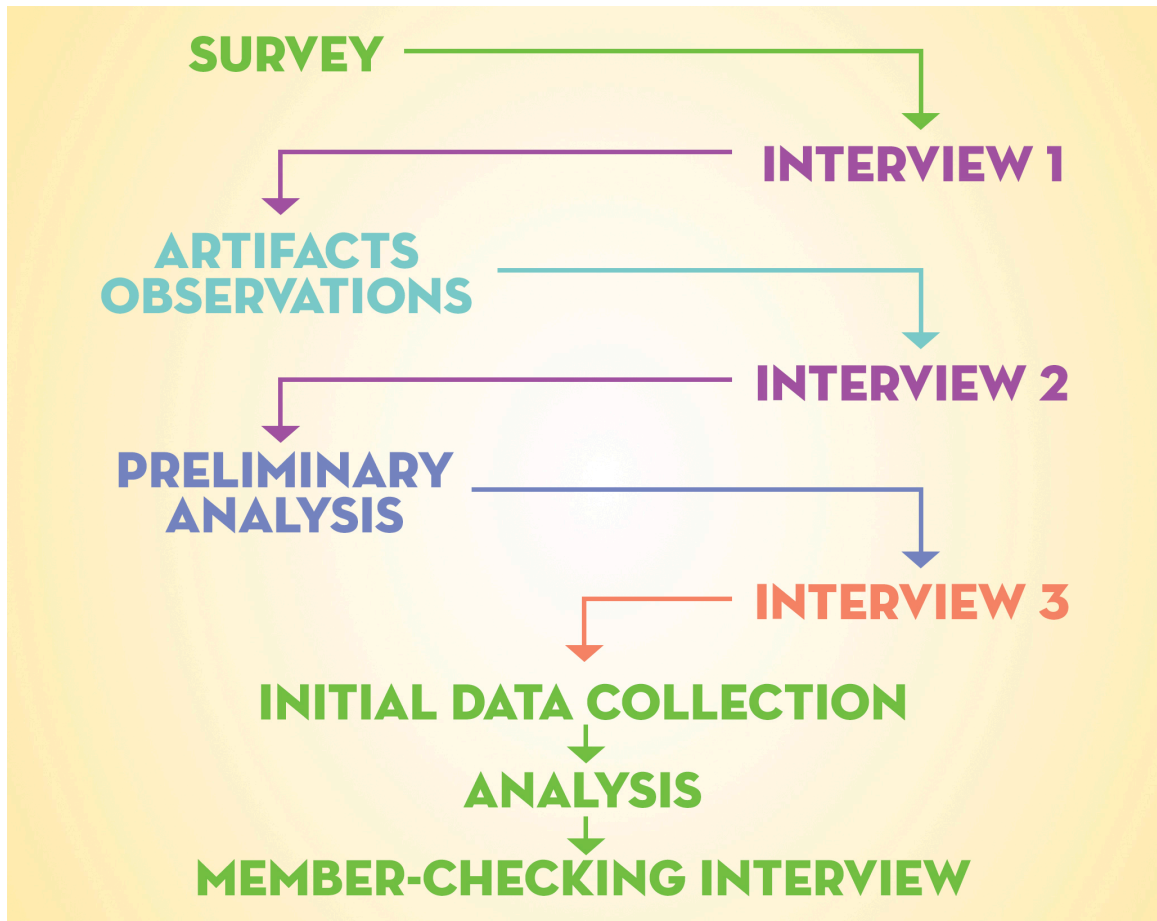 SURVEY
INTERVIEW 1
ARTIFACTS
OBSERVATIONS
INTERVIEW 2
PRELIMINARY
ANALYSIS
INTERVIEW 3
INITIAL DATA COLLECTION
ANALYSIS
MEMBER-CHECKING INTERVIEW